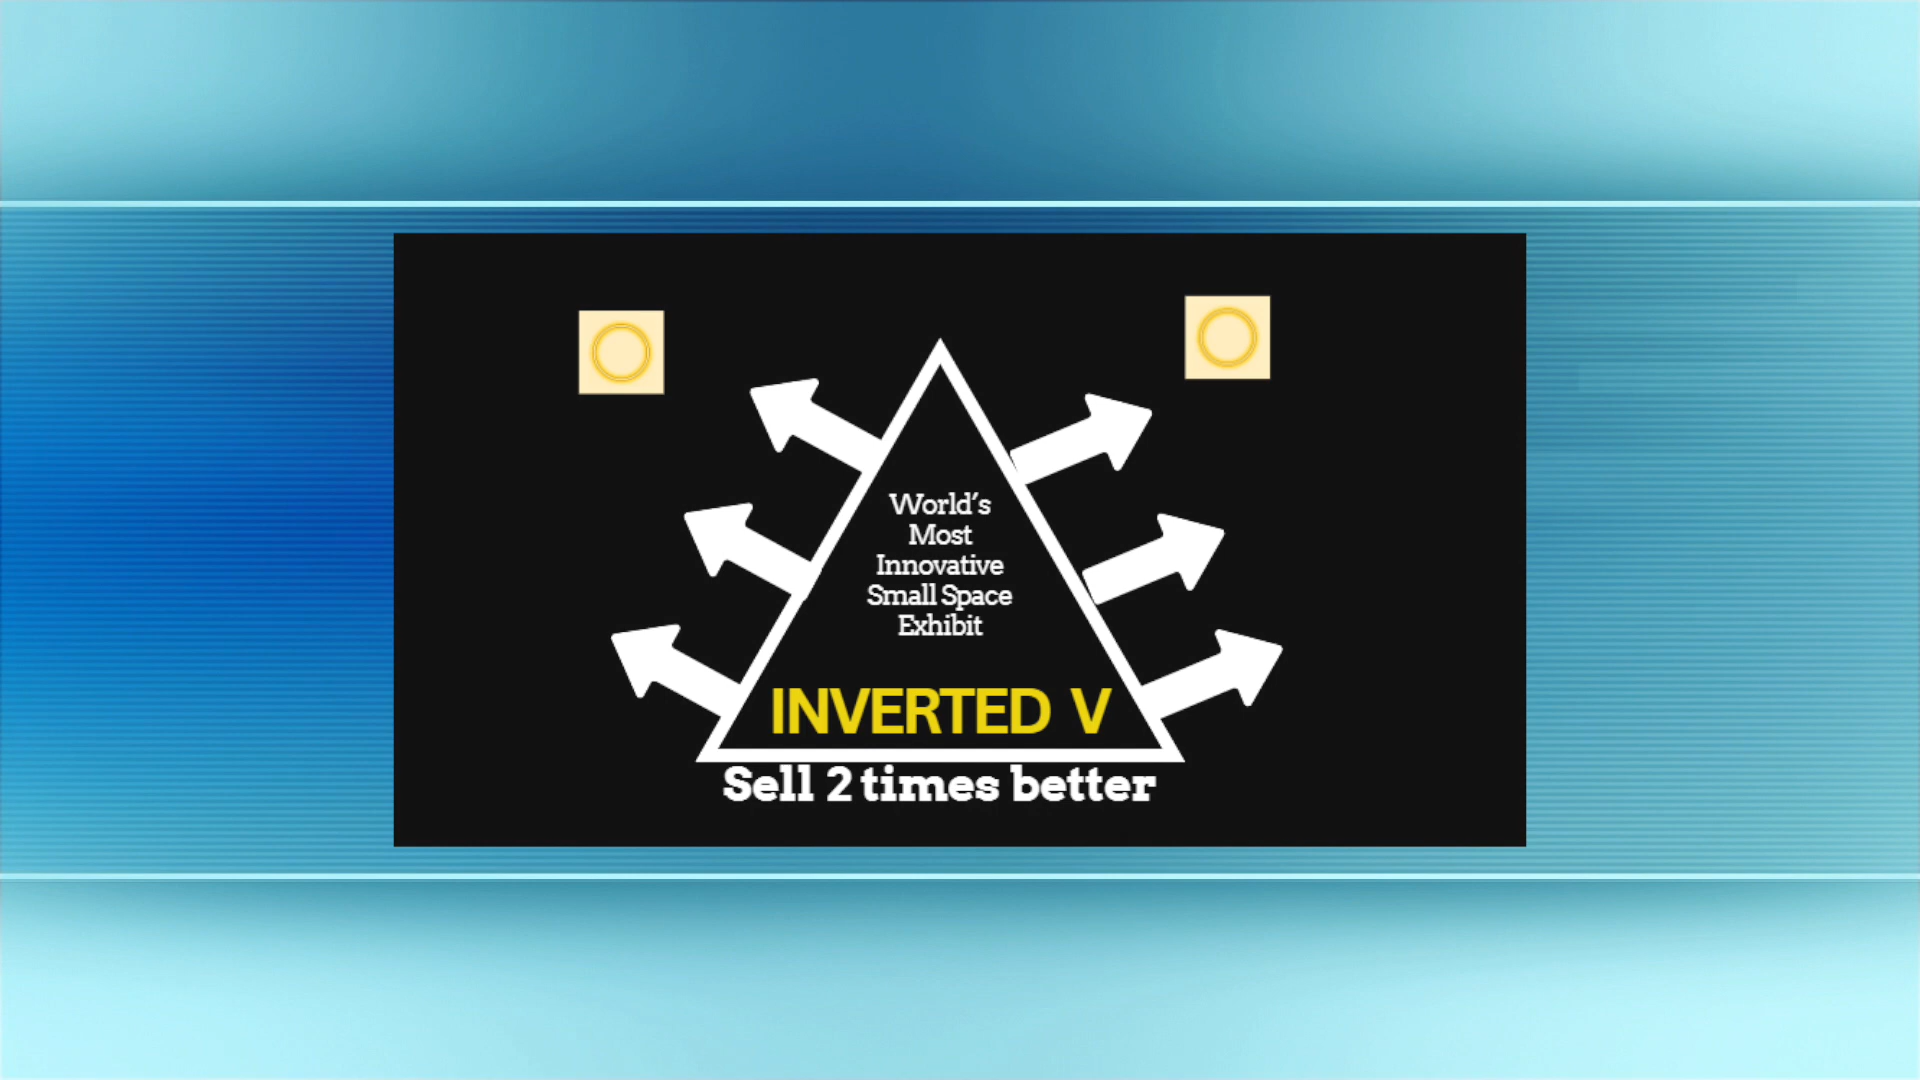 World's
Most
Innovative
Small Space
Exhibit
INVERTED V
Sell 2 times better